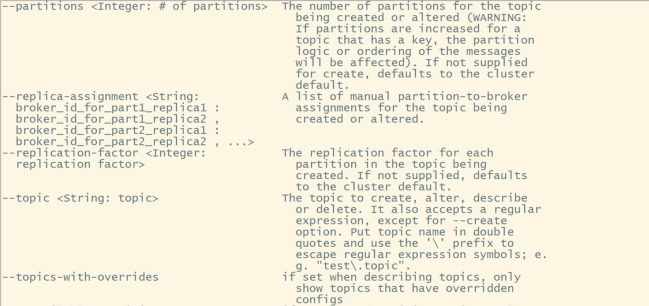 --partitions <Integer: # of partitions>  The number of partitions for the topic
                                           being created or altered (WARNING:
                                           If partitions are increased for a
                                           topic that has a key, the partition
                                           logic or ordering of the messages
                                           will be affected). If not supplied
                                           for create, defaults to the cluster
                                           default.
--replica-assignment <String:            A list of manual partition-to-broker
  broker_id_for_part1_replica1 :           assignments for the topic being
  broker_id_for_part1_replica2 ,           created or altered.
  broker_id_for_part2_replica1 :
  broker_id_for_part2_replica2 , ...>
--replication-factor <Integer:           The replication factor for each
  replication factor>                      partition in the topic being
                                           created. If not supplied, defaults
                                           to the cluster default.
--topic <String: topic>                  The topic to create, alter, describe
                                           or delete. It also accepts a regular
                                           expression, except for --create
                                           option. Put topic name in double
                                           quotes and use the '\' prefix to
                                           escape regular expression symbols; e.
                                           g. "test\.topic".
--topics-with-overrides                  if set when describing topics, only
                                           show topics that have overridden
                                           configs